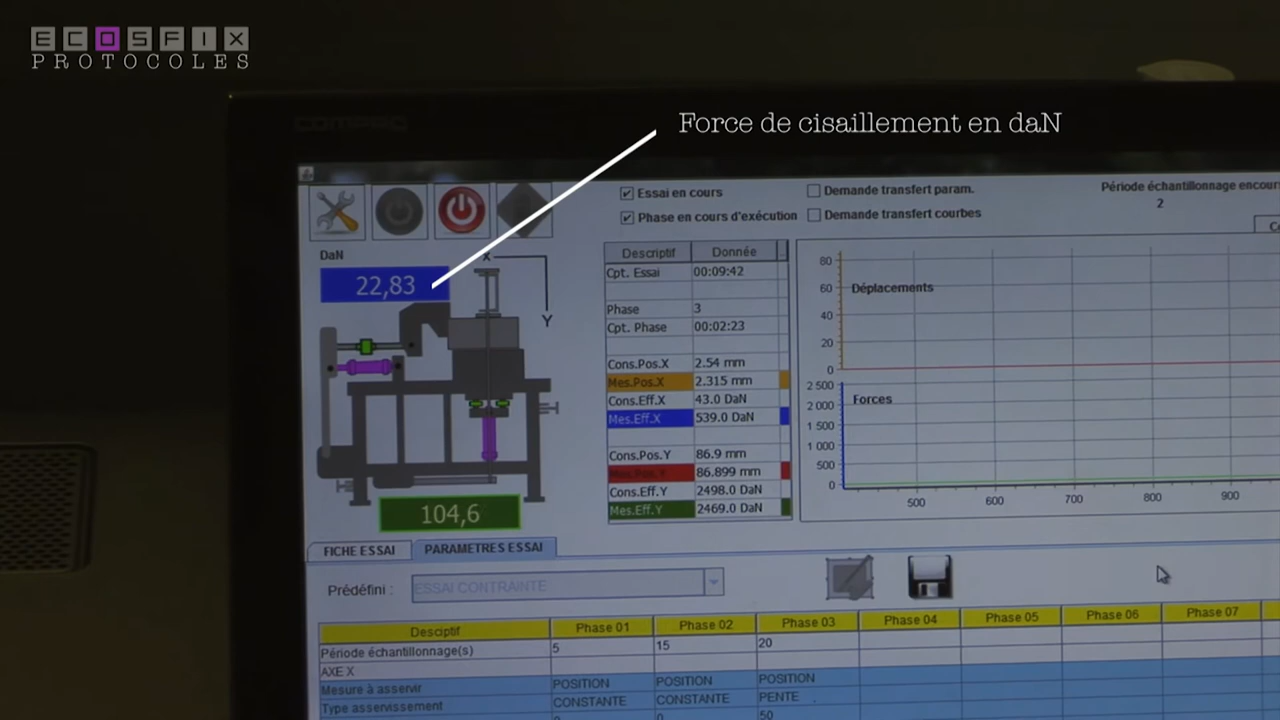 ECOSFIX
PROTOCOLES
COMPAQ
Force de cisaillement en daN
Essai en cours
Demande transfert param.
Période échantillonnage encour
2
Phase en cours d'exécution
Demande transfert courbes
DaN
22,83
X
Y
104,6
Descriptif Donnée
Cpt. Essai 00:09:42
Phase 3
Cpt. Phase 00:02:23
Cons.Pos.X 2.54 mm
Mes.Pos.X 2.315 mm
Cons.Eff.X 43.0 DaN
Mes.Eff.X 539.0 DaN
Cons.Pos.Y 86.9 mm
Mes.Pos.Y 86.899 mm
Cons.Eff.Y 2498.0 DaN
Mes.Eff.Y 2469.0 DaN
80
60
40
20
0
Déplacements
2 500
2 000
1 500
1 000
500
0
Forces
500 600 700 800 900
FICHE ESSAI PARAMETRES ESSAI
Prédéfini : ESSAI CONTRAINTE
Desciptif Phase 01 Phase 02 Phase 03 Phase 04 Phase 05 Phase 06 Phase 07
Période échantillonnage(s) 5 15 20
AXE X
Mesure à asservir POSITION POSITION POSITION
Type asservissement CONSTANTE CONSTANTE PENTE
0 0 50